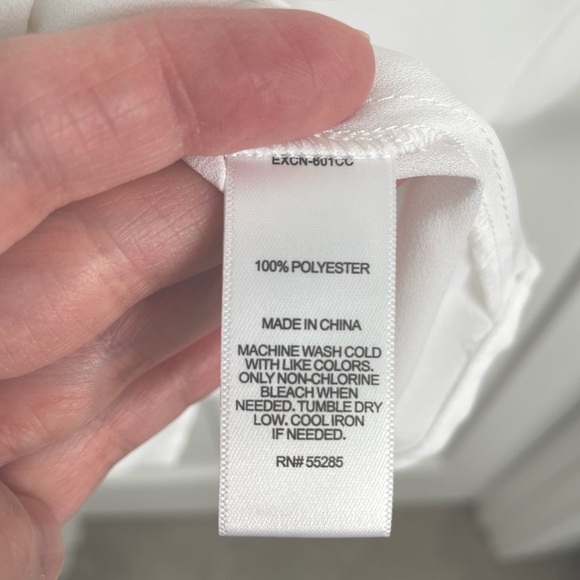 EXCN-601CC
100% POLYESTER
MADE IN CHINA
MACHINE WASH COLD
WITH LIKE COLORS.
ONLY NON-CHLORINE
BLEACH WHEN
NEEDED. TUMBLE DRY
LOW. COOL IRON
IF NEEDED.
RN# 55285